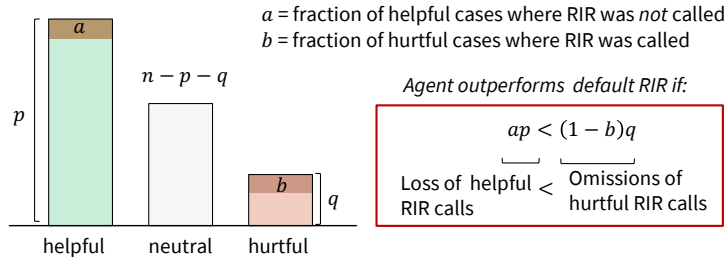 a = fraction of helpful cases where RIR was not called
b = fraction of hurtful cases where RIR was called
a
n − p − q
p
b
q
helpful
neutral
hurtful
Agent outperforms default RIR if:
ap < (1 − b)q
Loss of helpful RIR calls
<
Omissions of hurtful RIR calls